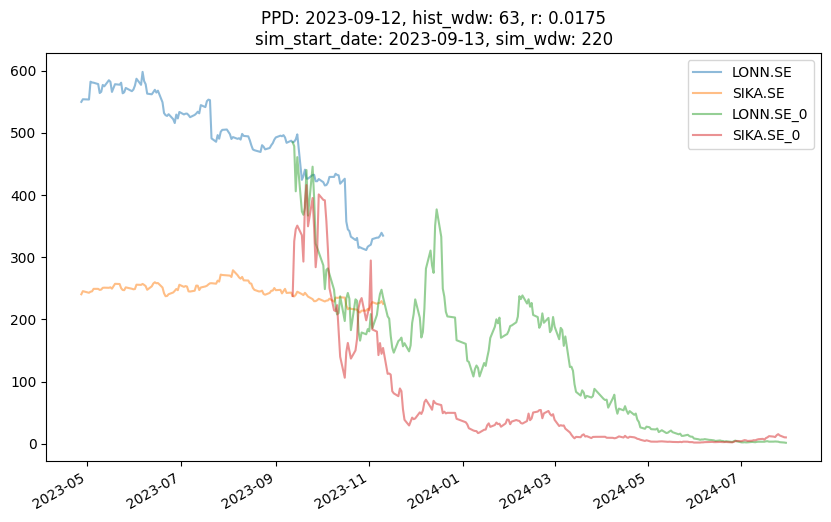 PPD: 2023-09-12, hist_wdw: 63, r: 0.0175
sim_start_date: 2023-09-13, sim_wdw: 220
LONN.SE
SIKA.SE
LONN.SE_0
SIKA.SE_0
600
500
400
300
200
100
0
2023-05
2023-07
2023-09
2023-11
2024-01
2024-03
2024-05
2024-07